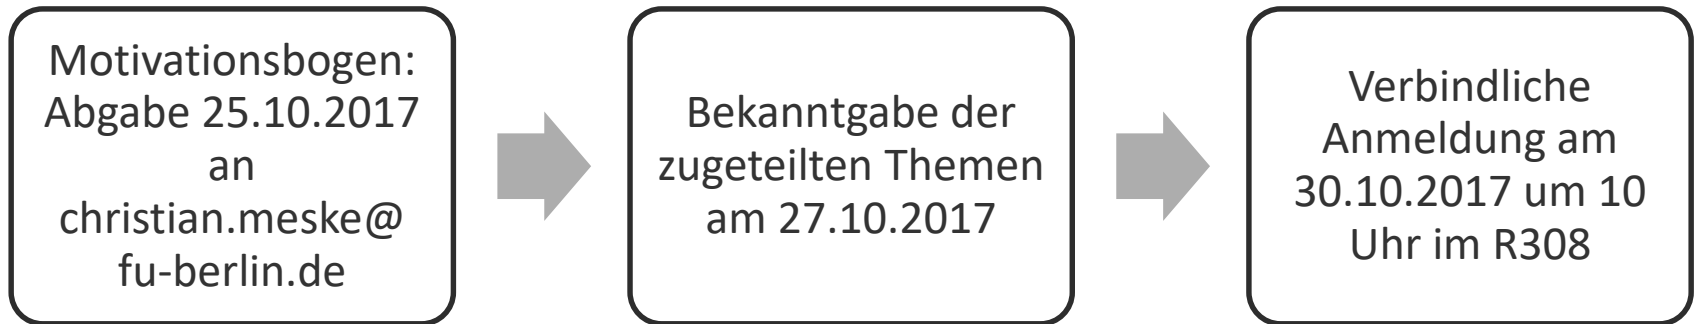 Motivationsbogen:
Abgabe 25.10.2017
an
christian.meske@
fu-berlin.de
Bekanntgabe der
zugeteilten Themen
am 27.10.2017
Verbindliche
Anmeldung am
30.10.2017 um 10
Uhr im R308